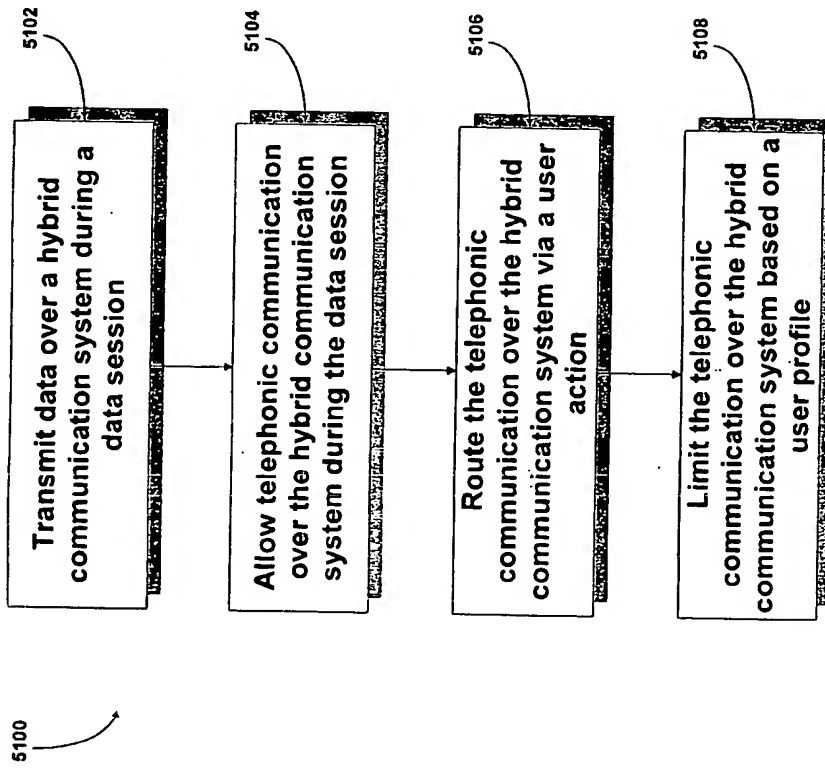 5100
5102
Transmit data over a hybrid
communication system during a
data session
5104
Allow telephonic communication
over the hybrid communication
system during the data session
5106
Route the telephonic
communication over the hybrid
communication system via a user
action
5108
Limit the telephonic
communication over the hybrid
communication system based on a
user profile